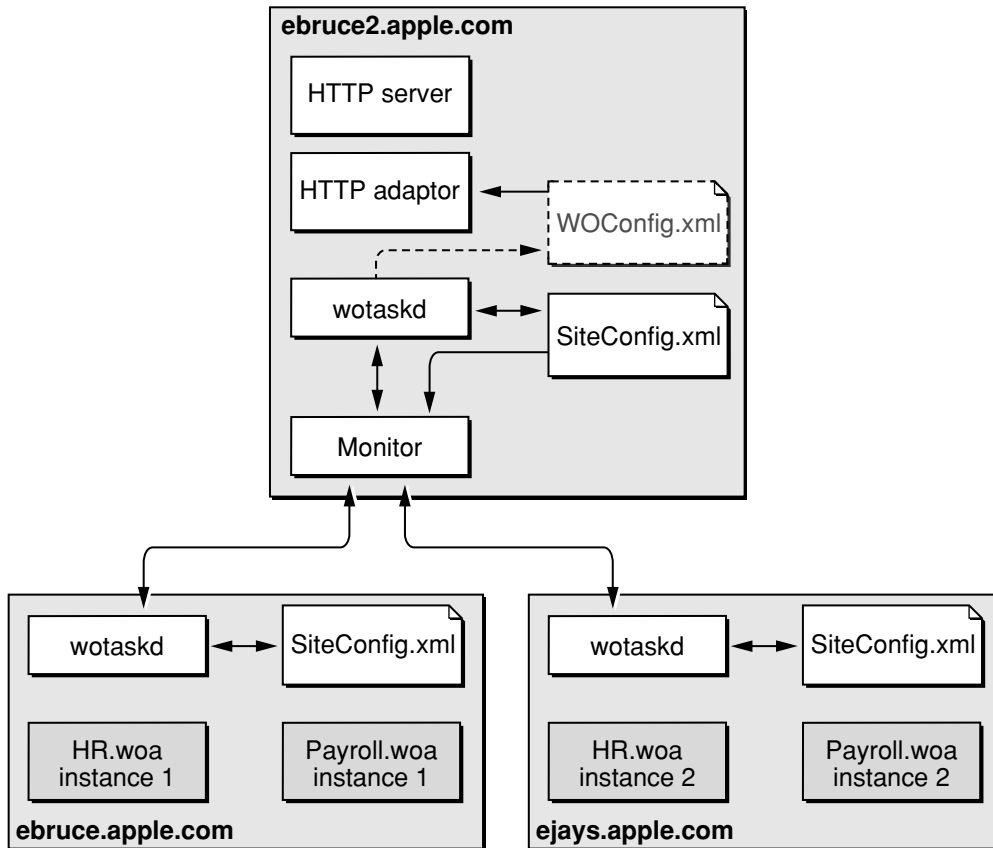 ebruce2.apple.com
HTTP server
HTTP adaptor
WOConfig.xml
wotaskd
SiteConfig.xml
Monitor
wotaskd
SiteConfig.xml
HR.woa
instance 1
Payroll.woa
instance 1
ebruce.apple.com
wotaskd
SiteConfig.xml
HR.woa
instance 2
Payroll.woa
instance 2
ejays.apple.com